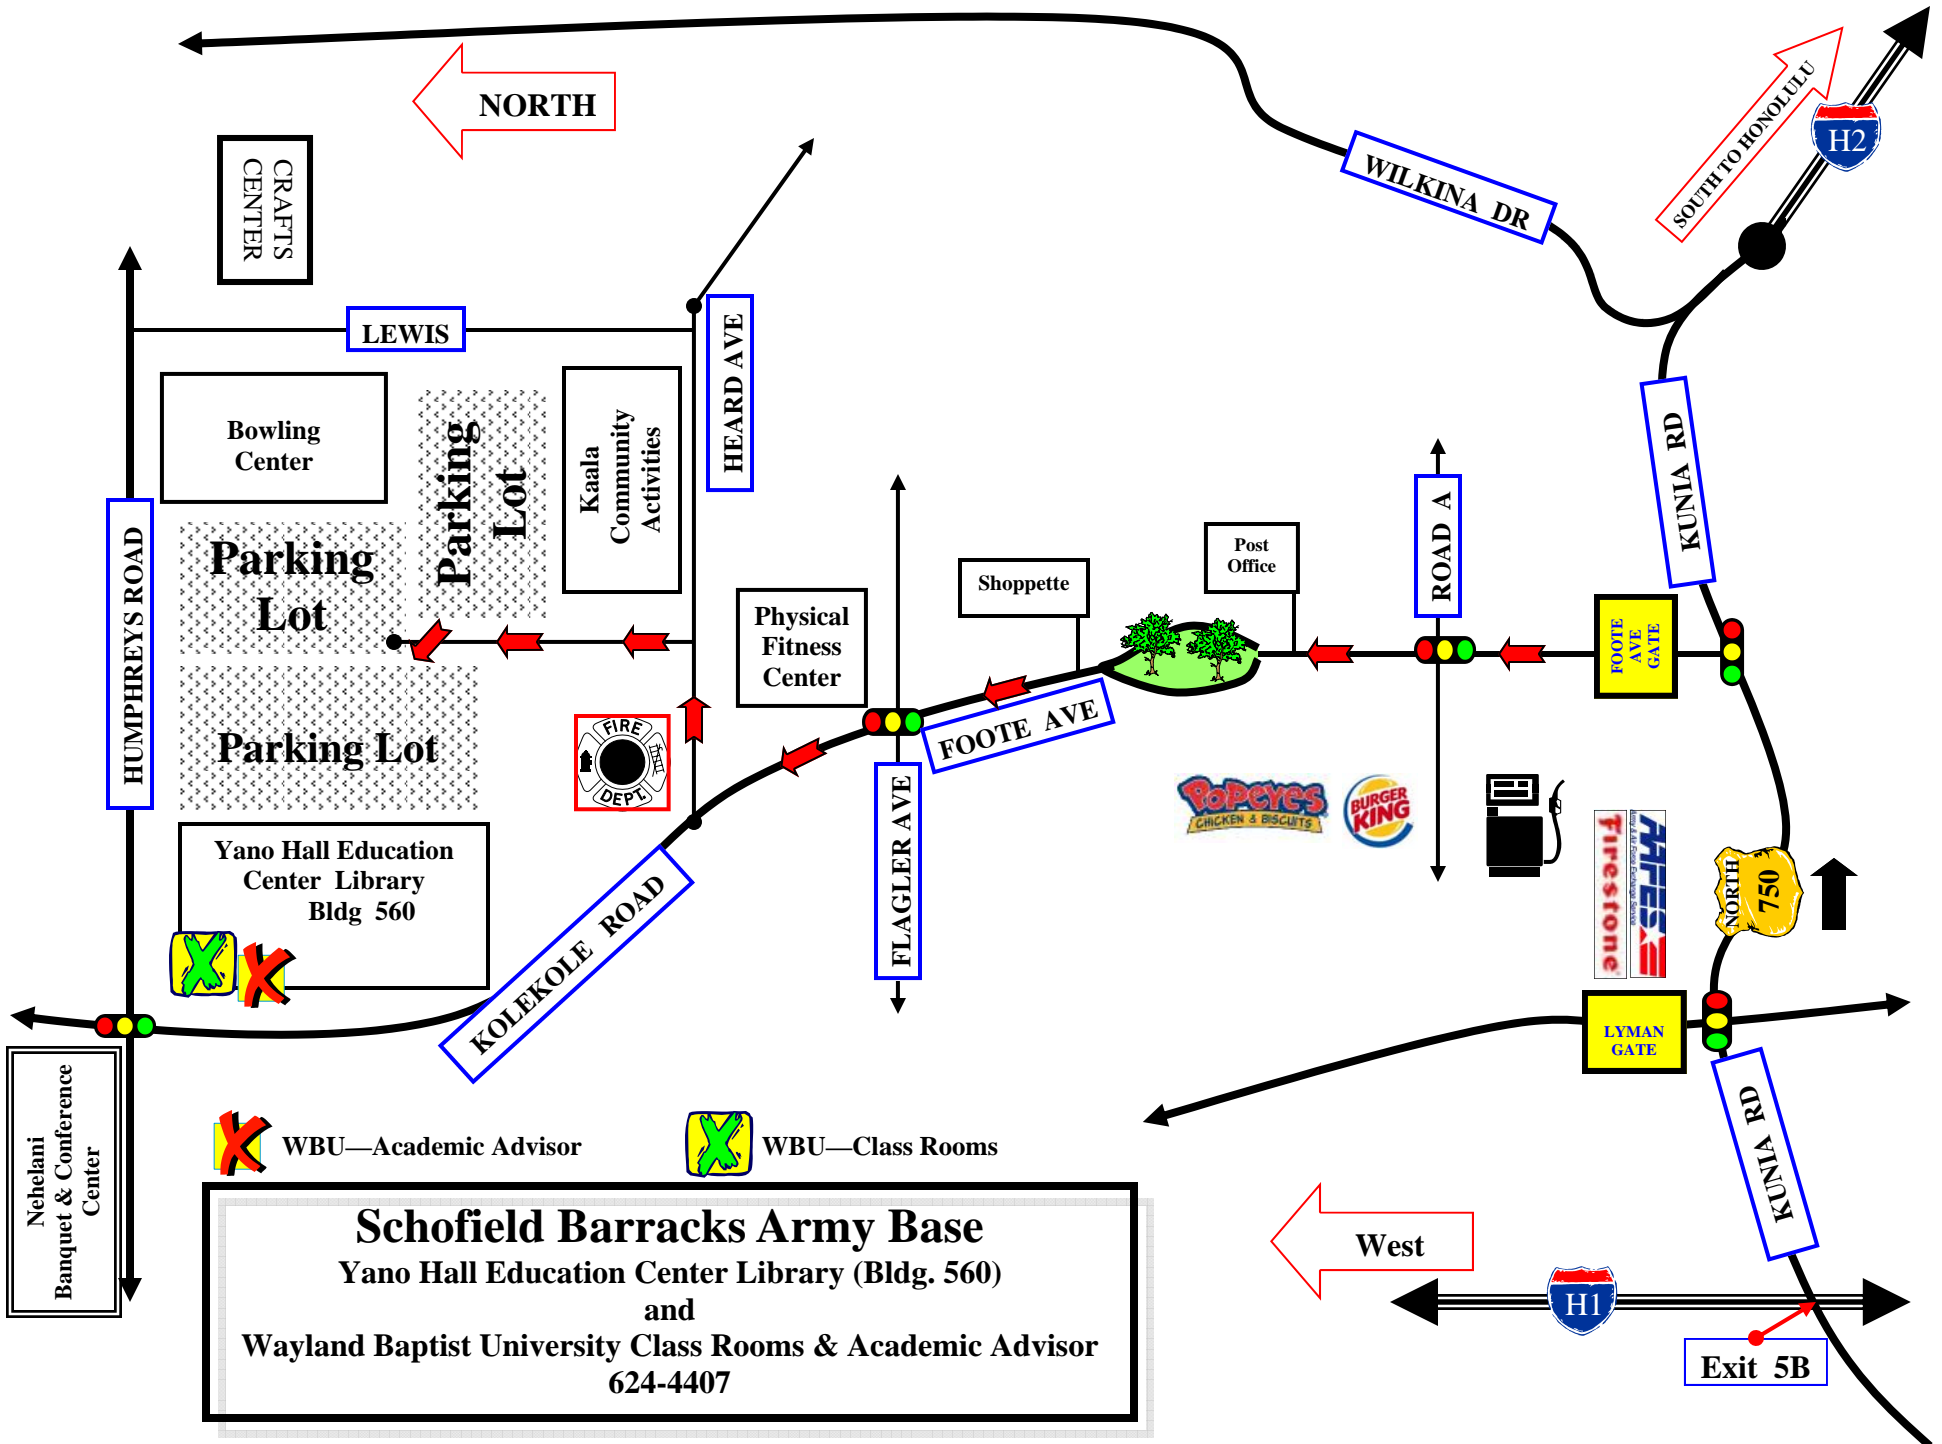 NORTH
SOUTH TO HONOLULU
H2
CRAFTS
CENTER
WILKINA DR
LEWIS
HEARD AVE
Bowling
Center
Parking
Lot
Kaala
Community
Activities
KUNIA RD
ROAD A
HUMPHREYS ROAD
Parking
Lot
Post
Office
Shoppette
Physical
Fitness
Center
FOOTE
AVE
GATE
Parking Lot
FIRE
DEPT.
FOOTE AVE
POPEYES
CHICKEN & BISCUITS
BURGER
KING
FLAGLER AVE
Yano Hall Education
Center Library
Bldg 560
KOLEKOLE ROAD
AAFES
Army & Air Force Exchange Service
Firestone
NORTH
750
LYMAN
GATE
Nehelani
Banquet & Conference
Center
KUNIA RD
WBU—Academic Advisor
WBU—Class Rooms
Schofield Barracks Army Base
Yano Hall Education Center Library (Bldg. 560)
and
Wayland Baptist University Class Rooms & Academic Advisor
624-4407
West
H1
Exit 5B